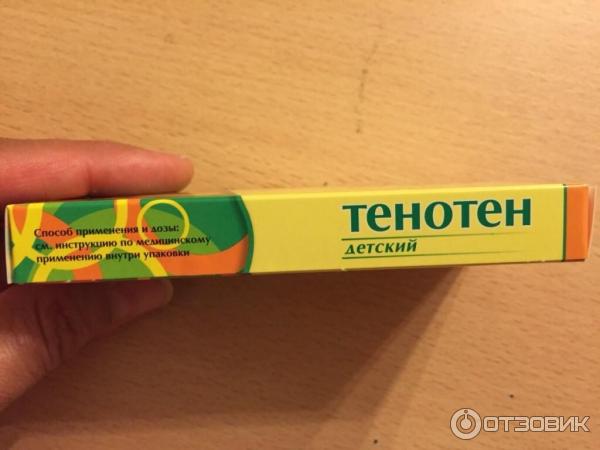 Способ применения и дозы:
см. инструкцию по медицинскому
применению внутри упаковки
ТЕНОТЕН
детский
ОТЗОВИК